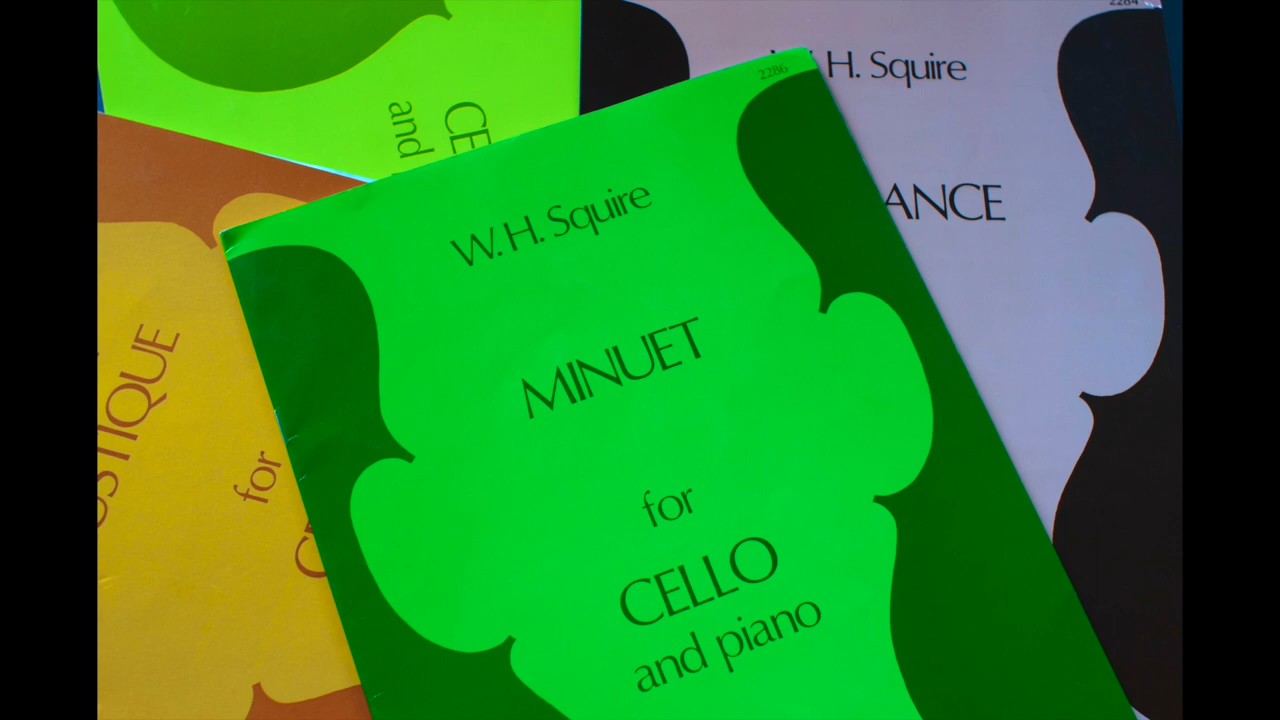 2286
W. H. Squire
MINUET
for
CELLO
and piano
2284
H. Squire
ANCE
CE
and
STIQUE
for